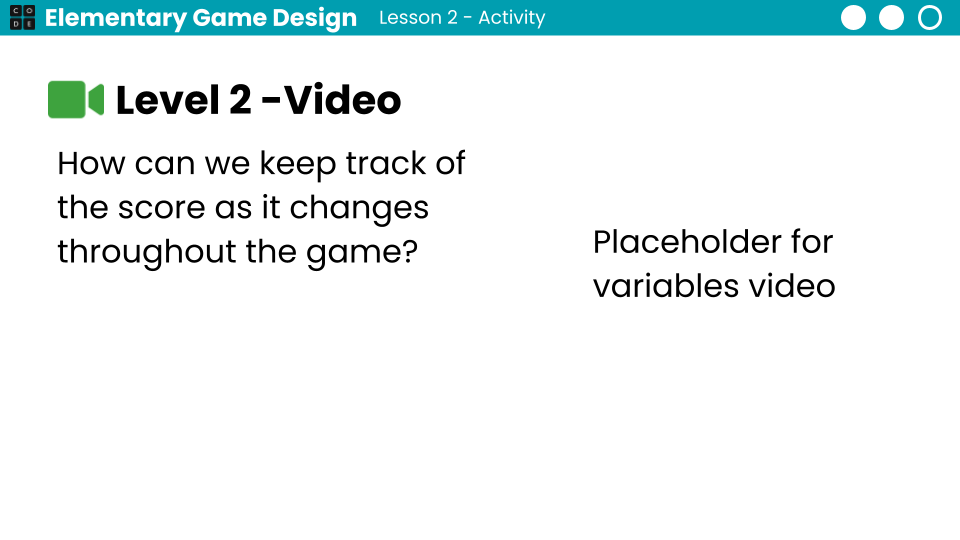 CODE Elementary Game Design Lesson 2 - Activity
Level 2 -Video
How can we keep track of
the score as it changes
throughout the game?
Placeholder for
variables video